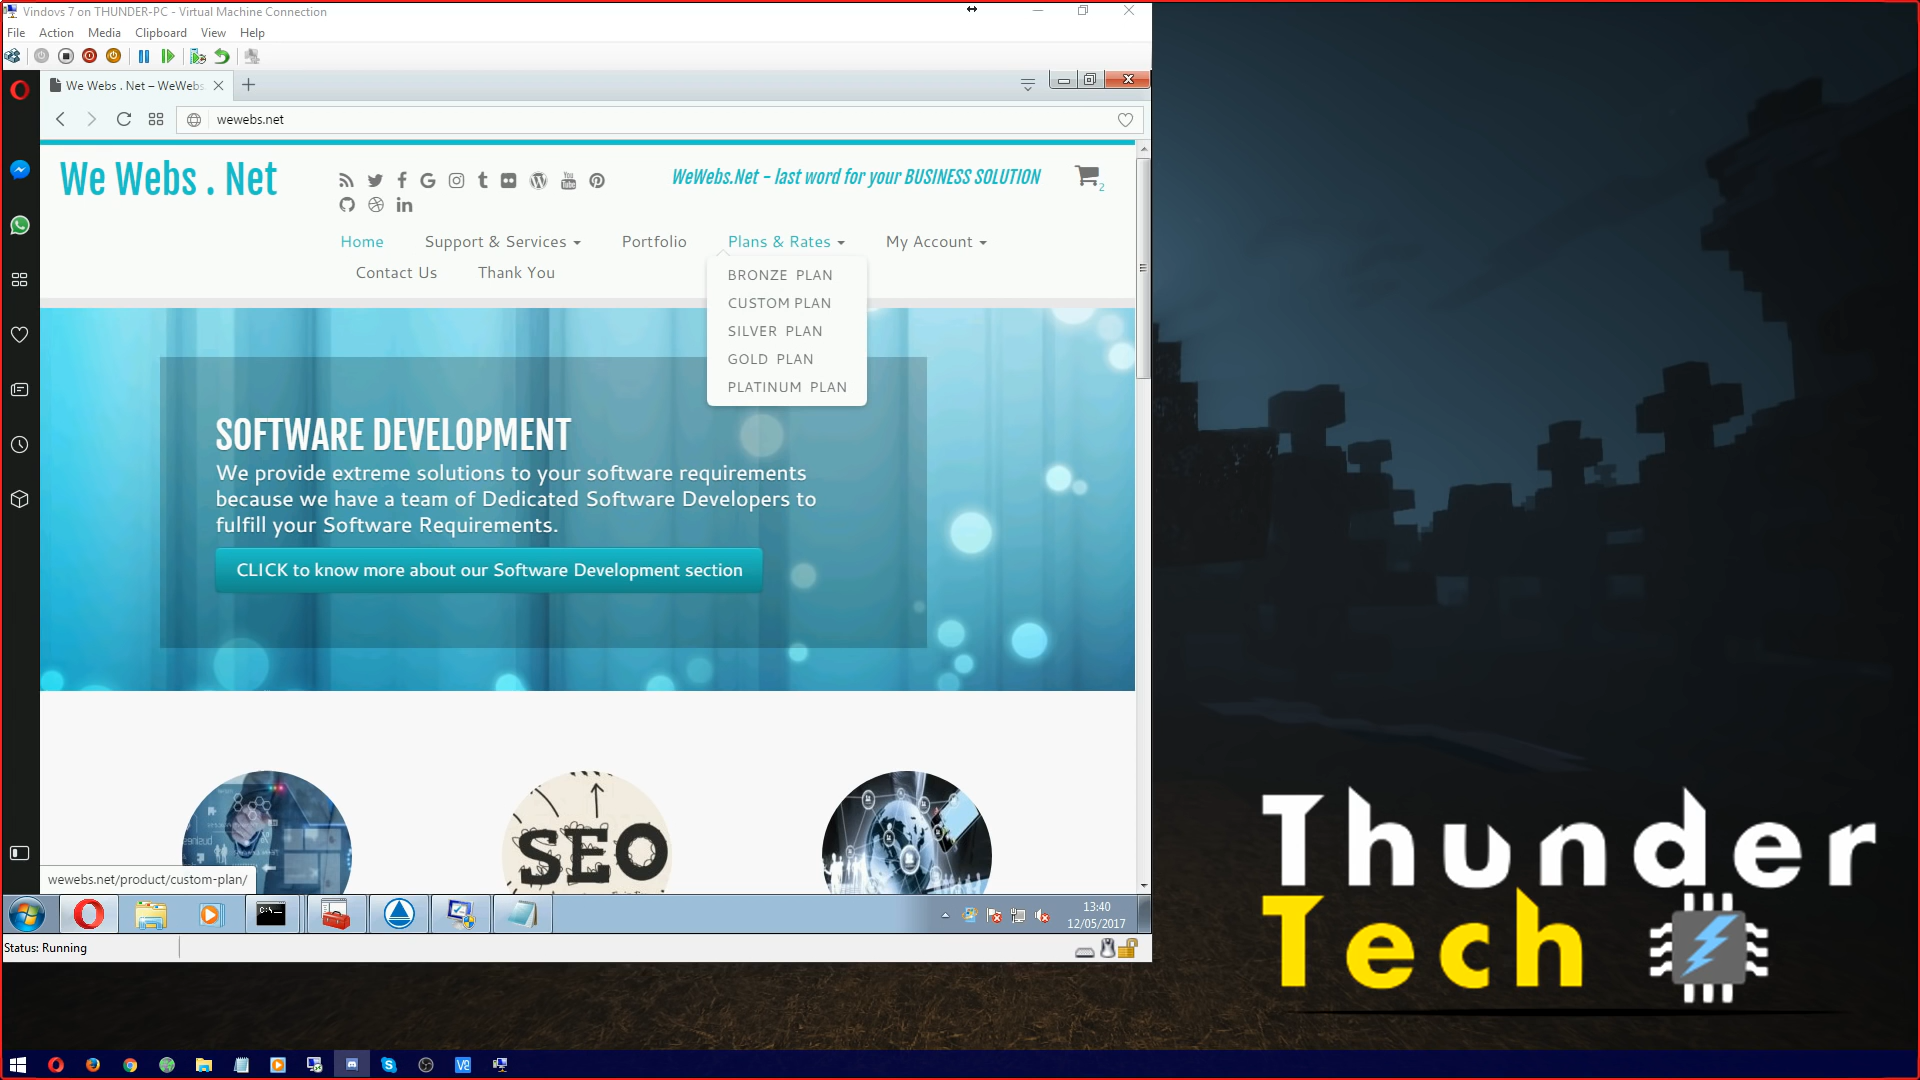 Vindovs 7 on THUNDER-PC - Virtual Machine Connection
File Action Media Clipboard View Help
We Webs . Net – WeWebs.
wewebs.net
We Webs . Net
WeWebs.Net - last word for your BUSINESS SOLUTION
2
Home Support & Services Portfolio Plans & Rates My Account
Contact Us Thank You
BRONZE PLAN
CUSTOM PLAN
SILVER PLAN
GOLD PLAN
PLATINUM PLAN
SOFTWARE DEVELOPMENT
We provide extreme solutions to your software requirements
because we have a team of Dedicated Software Developers to
fulfill your Software Requirements.
CLICK to know more about our Software Development section
SEO
wewebs.net/product/custom-plan/
13:40
12/05/2017
Status: Running
Thunder
Tech